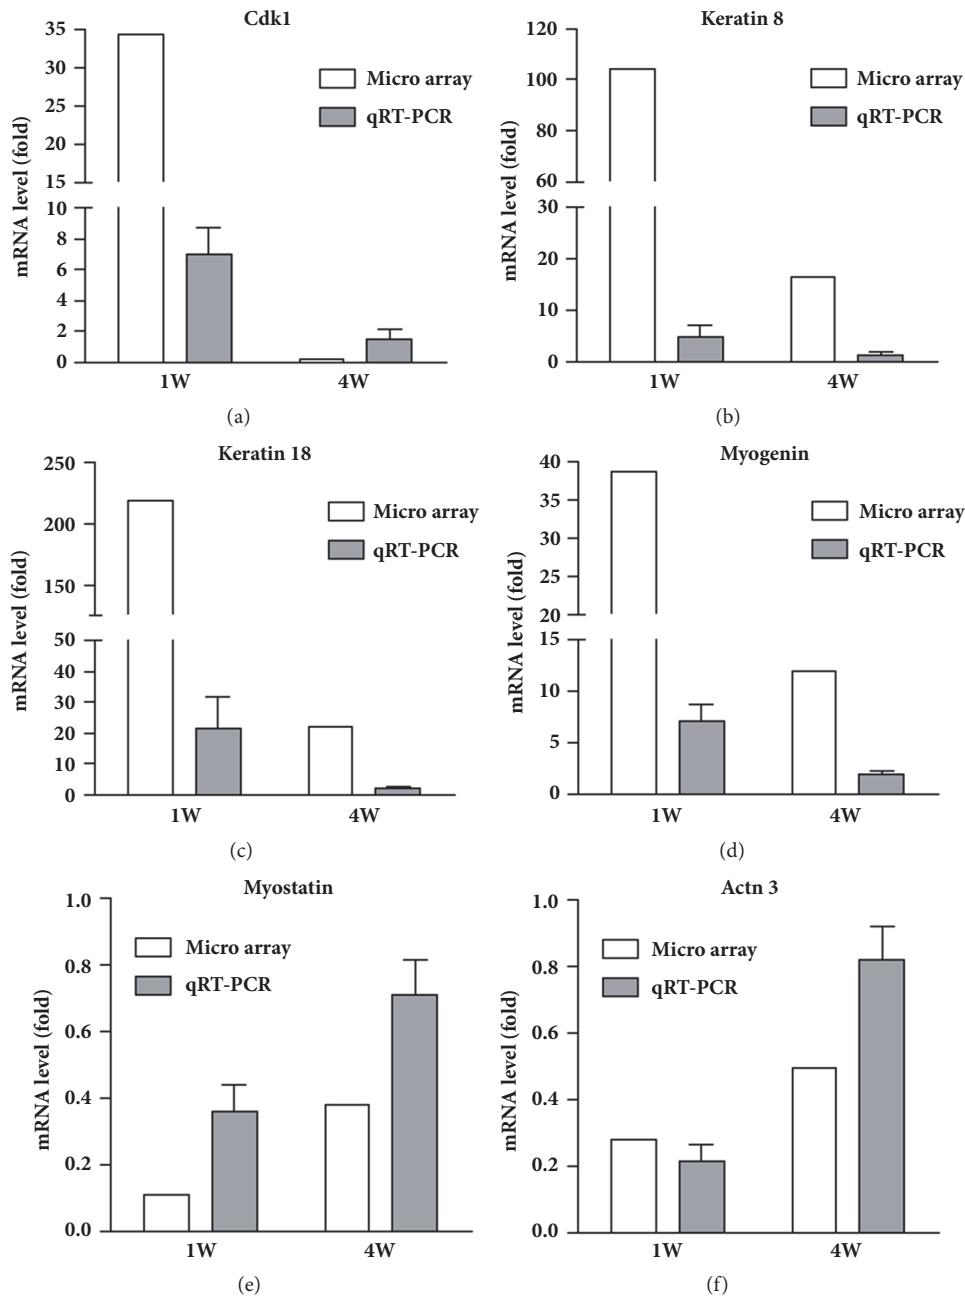 Cdk1
mRNA level (fold)
35
30
25
20
15
10
8
6
4
2
0
Micro array
qRT-PCR
1W 4W
(a)
Keratin 8
mRNA level (fold)
120
100
80
60
30
20
10
0
Micro array
qRT-PCR
1W 4W
(b)
Keratin 18
mRNA level (fold)
250
200
150
50
40
30
20
10
0
Micro array
qRT-PCR
1W 4W
(c)
Myogenin
mRNA level (fold)
40
35
30
25
20
15
10
5
0
Micro array
qRT-PCR
1W 4W
(d)
Myostatin
mRNA level (fold)
1.0
0.8
0.6
0.4
0.2
0.0
Micro array
qRT-PCR
1W 4W
(e)
Actn 3
mRNA level (fold)
1.0
0.8
0.6
0.4
0.2
0.0
Micro array
qRT-PCR
1W 4W
(f)